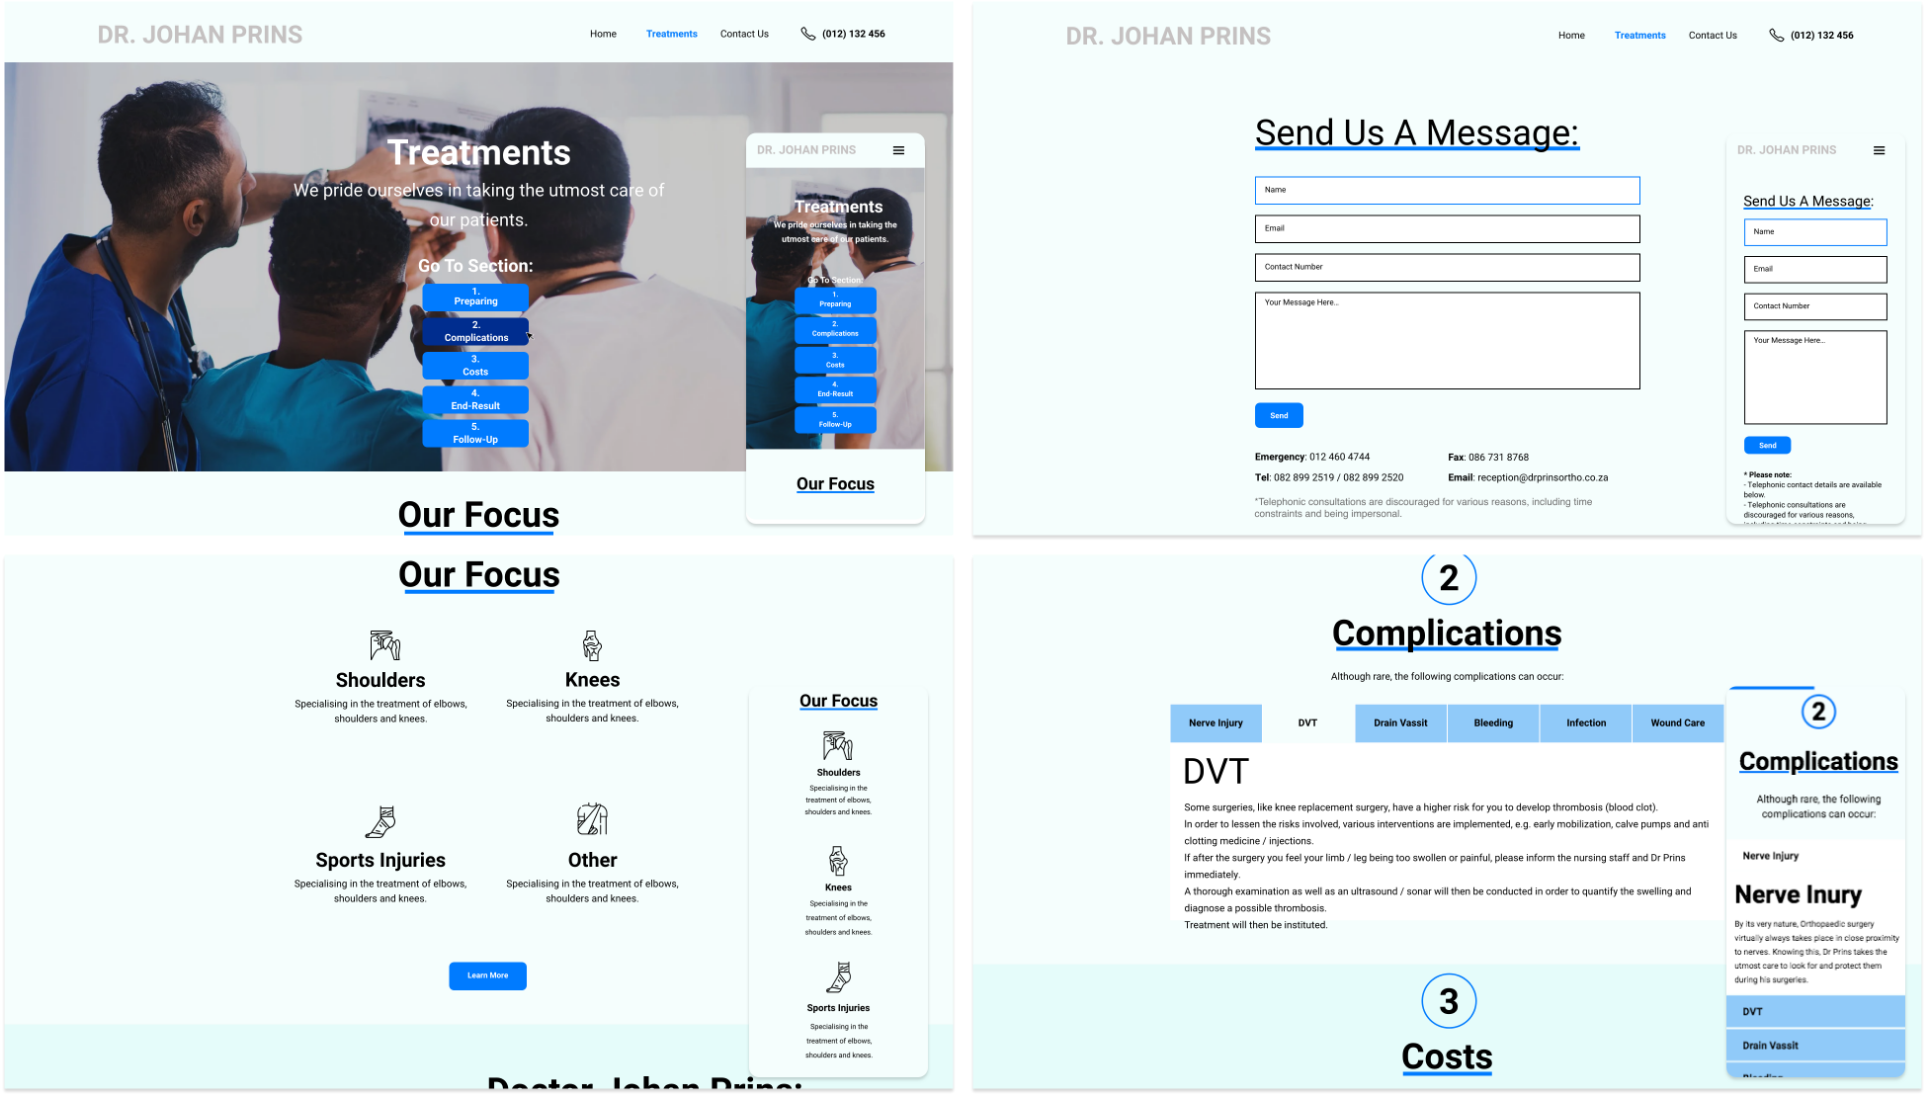 DR. JOHAN PRINS
Home Treatments Contact Us (012) 132 456
Treatments
We pride ourselves in taking the utmost care of
our patients.
Go To Section:
1.
Preparing
2.
Complications
3.
Costs
4.
End-Result
5.
Follow-Up
Our Focus
DR. JOHAN PRINS
Treatments
We pride ourselves in taking the
utmost care of our patients.
Go To Section:
1.
Preparing
2.
Complications
3.
Costs
4.
End-Result
5.
Follow-Up
Our Focus
DR. JOHAN PRINS
Home Treatments Contact Us (012) 132 456
Send Us A Message:
Name
Email
Contact Number
Your Message Here...
Send
Emergency: 012 460 4744 Fax: 086 731 8768
Tel: 082 899 2519 / 082 899 2520 Email: reception@drprinsortho.co.za
*Telephonic consultations are discouraged for various reasons, including time
constraints and being impersonal.
DR. JOHAN PRINS
Send Us A Message:
Name
Email
Contact Number
Your Message Here...
Send
* Please note:
- Telephonic contact details are available
below.
- Telephonic consultations are
discouraged for various reasons,
including time constraints and being
Our Focus
Shoulders
Specialising in the treatment of elbows,
shoulders and knees.
Knees
Specialising in the treatment of elbows,
shoulders and knees.
Sports Injuries
Specialising in the treatment of elbows,
shoulders and knees.
Other
Specialising in the treatment of elbows,
shoulders and knees.
Learn More
Doctor Johan Prins:
Our Focus
Shoulders
Specialising in the
treatment of elbows,
shoulders and knees.
Knees
Specialising in the
treatment of elbows,
shoulders and knees.
Sports Injuries
Specialising in the
treatment of elbows,
shoulders and knees.
2
Complications
Although rare, the following complications can occur:
Nerve Injury DVT Drain Vassit Bleeding Infection Wound Care
DVT
Some surgeries, like knee replacement surgery, have a higher risk for you to develop thrombosis (blood clot).
In order to lessen the risks involved, various interventions are implemented, e.g. early mobilization, calve pumps and anti
clotting medicine / injections.
If after the surgery you feel your limb / leg being too swollen or painful, please inform the nursing staff and Dr Prins
immediately.
A thorough examination as well as an ultrasound / sonar will then be conducted in order to quantify the swelling and
diagnose a possible thrombosis.
Treatment will then be instituted.
3
Costs
2
Complications
Although rare, the following
complications can occur:
Nerve Injury
Nerve Inury
By its very nature, Orthopaedic surgery
virtually always takes place in close proximity
to nerves. Knowing this, Dr Prins takes the
utmost care to look for and protect them
during his surgeries.
DVT
Drain Vassit
Bleeding